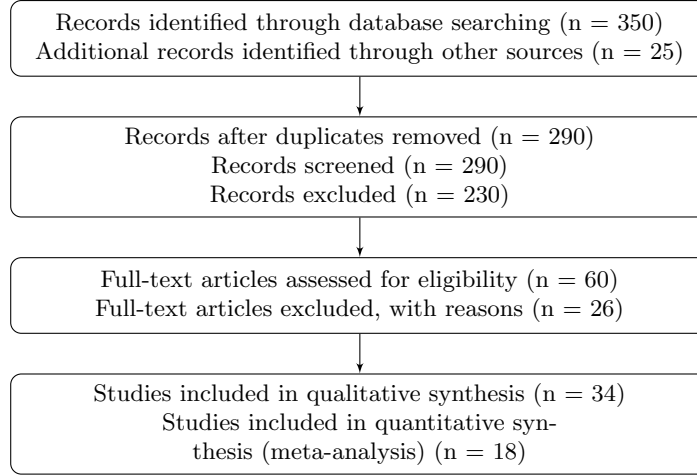 Records identified through database searching (n = 350)
Additional records identified through other sources (n = 25)
Records after duplicates removed (n = 290)
Records screened (n = 290)
Records excluded (n = 230)
Full-text articles assessed for eligibility (n = 60)
Full-text articles excluded, with reasons (n = 26)
Studies included in qualitative synthesis (n = 34)
Studies included in quantitative syn-
thesis (meta-analysis) (n = 18)